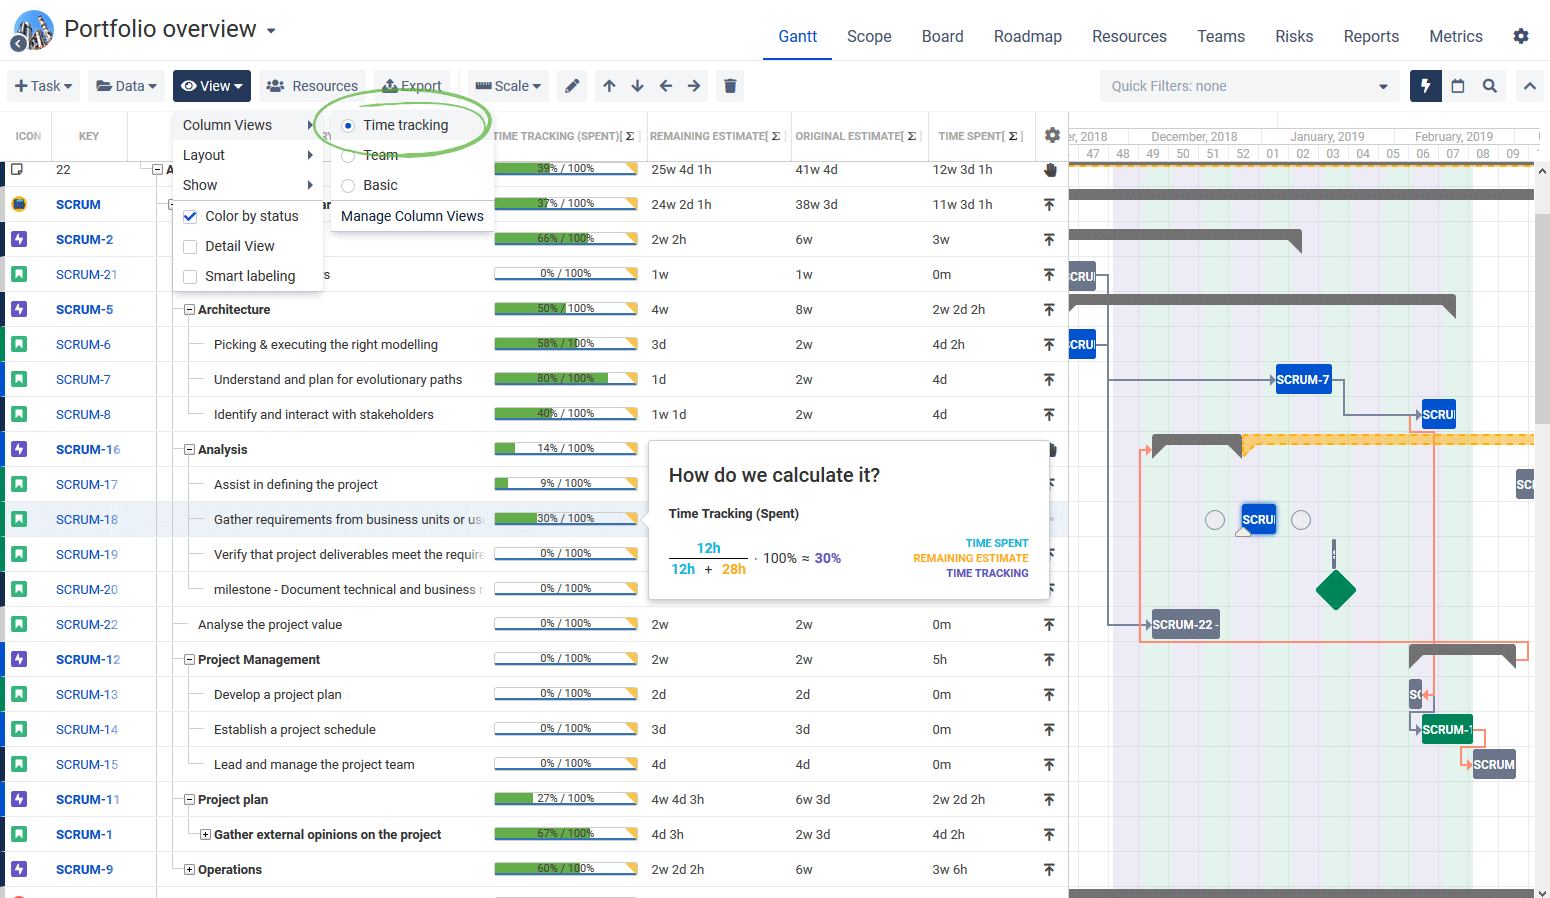 Portfolio overview
Gantt Scope Board Roadmap Resources Teams Risks Reports Metrics
Task Data View Resources Export Scale Quick Filters: none
Column Views Time tracking
Layout Team
Show Basic
Color by status Manage Column Views
Detail View
Smart labeling
ICON KEY TIME TRACKING (SPENT)[Σ] REMAINING ESTIMATE[Σ] ORIGINAL ESTIMATE[Σ] TIME SPENT[Σ]
er, 2018 December, 2018 January, 2019 February, 2019
47 48 49 50 51 52 01 02 03 04 05 06 07 08 09
22 A 39% / 100% 25w 4d 1h 41w 4d 12w 3d 1h
SCRUM 37% / 100% 24w 2d 1h 38w 3d 11w 3d 1h
SCRUM-2 66% / 100% 2w 2h 6w 3w
SCRUM-21 0% / 100% 1w 1w 0m SCRU
SCRUM-5 Architecture 50% / 100% 4w 8w 2w 2d 2h
SCRUM-6 Picking & executing the right modelling 58% / 100% 3d 2w 4d 2h SCRU
SCRUM-7 Understand and plan for evolutionary paths 80% / 100% 1d 2w 4d SCRUM-7
SCRUM-8 Identify and interact with stakeholders 40% / 100% 1w 1d 2w 4d SCRU
SCRUM-16 Analysis 14% / 100%
SCRUM-17 Assist in defining the project 9% / 100% SC
SCRUM-18 Gather requirements from business units or use 30% / 100% SCRU
SCRUM-19 Verify that project deliverables meet the require 0% / 100% S
SCRUM-20 milestone - Document technical and business r 0% / 100%
How do we calculate it?
Time Tracking (Spent)
12h
12h + 28h · 100% ≈ 30%
TIME SPENT
REMAINING ESTIMATE
TIME TRACKING
SCRUM-22 Analyse the project value 0% / 100% 2w 2w 0m SCRUM-22 -
SCRUM-12 Project Management 0% / 100% 2w 2w 5h
SCRUM-13 Develop a project plan 0% / 100% 2d 2d 0m SC
SCRUM-14 Establish a project schedule 0% / 100% 3d 3d 0m SCRUM-1
SCRUM-15 Lead and manage the project team 0% / 100% 4d 4d 0m SCRUM
SCRUM-11 Project plan 27% / 100% 4w 4d 3h 6w 3d 2w 2d 2h
SCRUM-1 Gather external opinions on the project 67% / 100% 4d 3h 2w 3d 4d 2h
SCRUM-9 Operations 60% / 100% 2w 2d 2h 6w 3w 6h